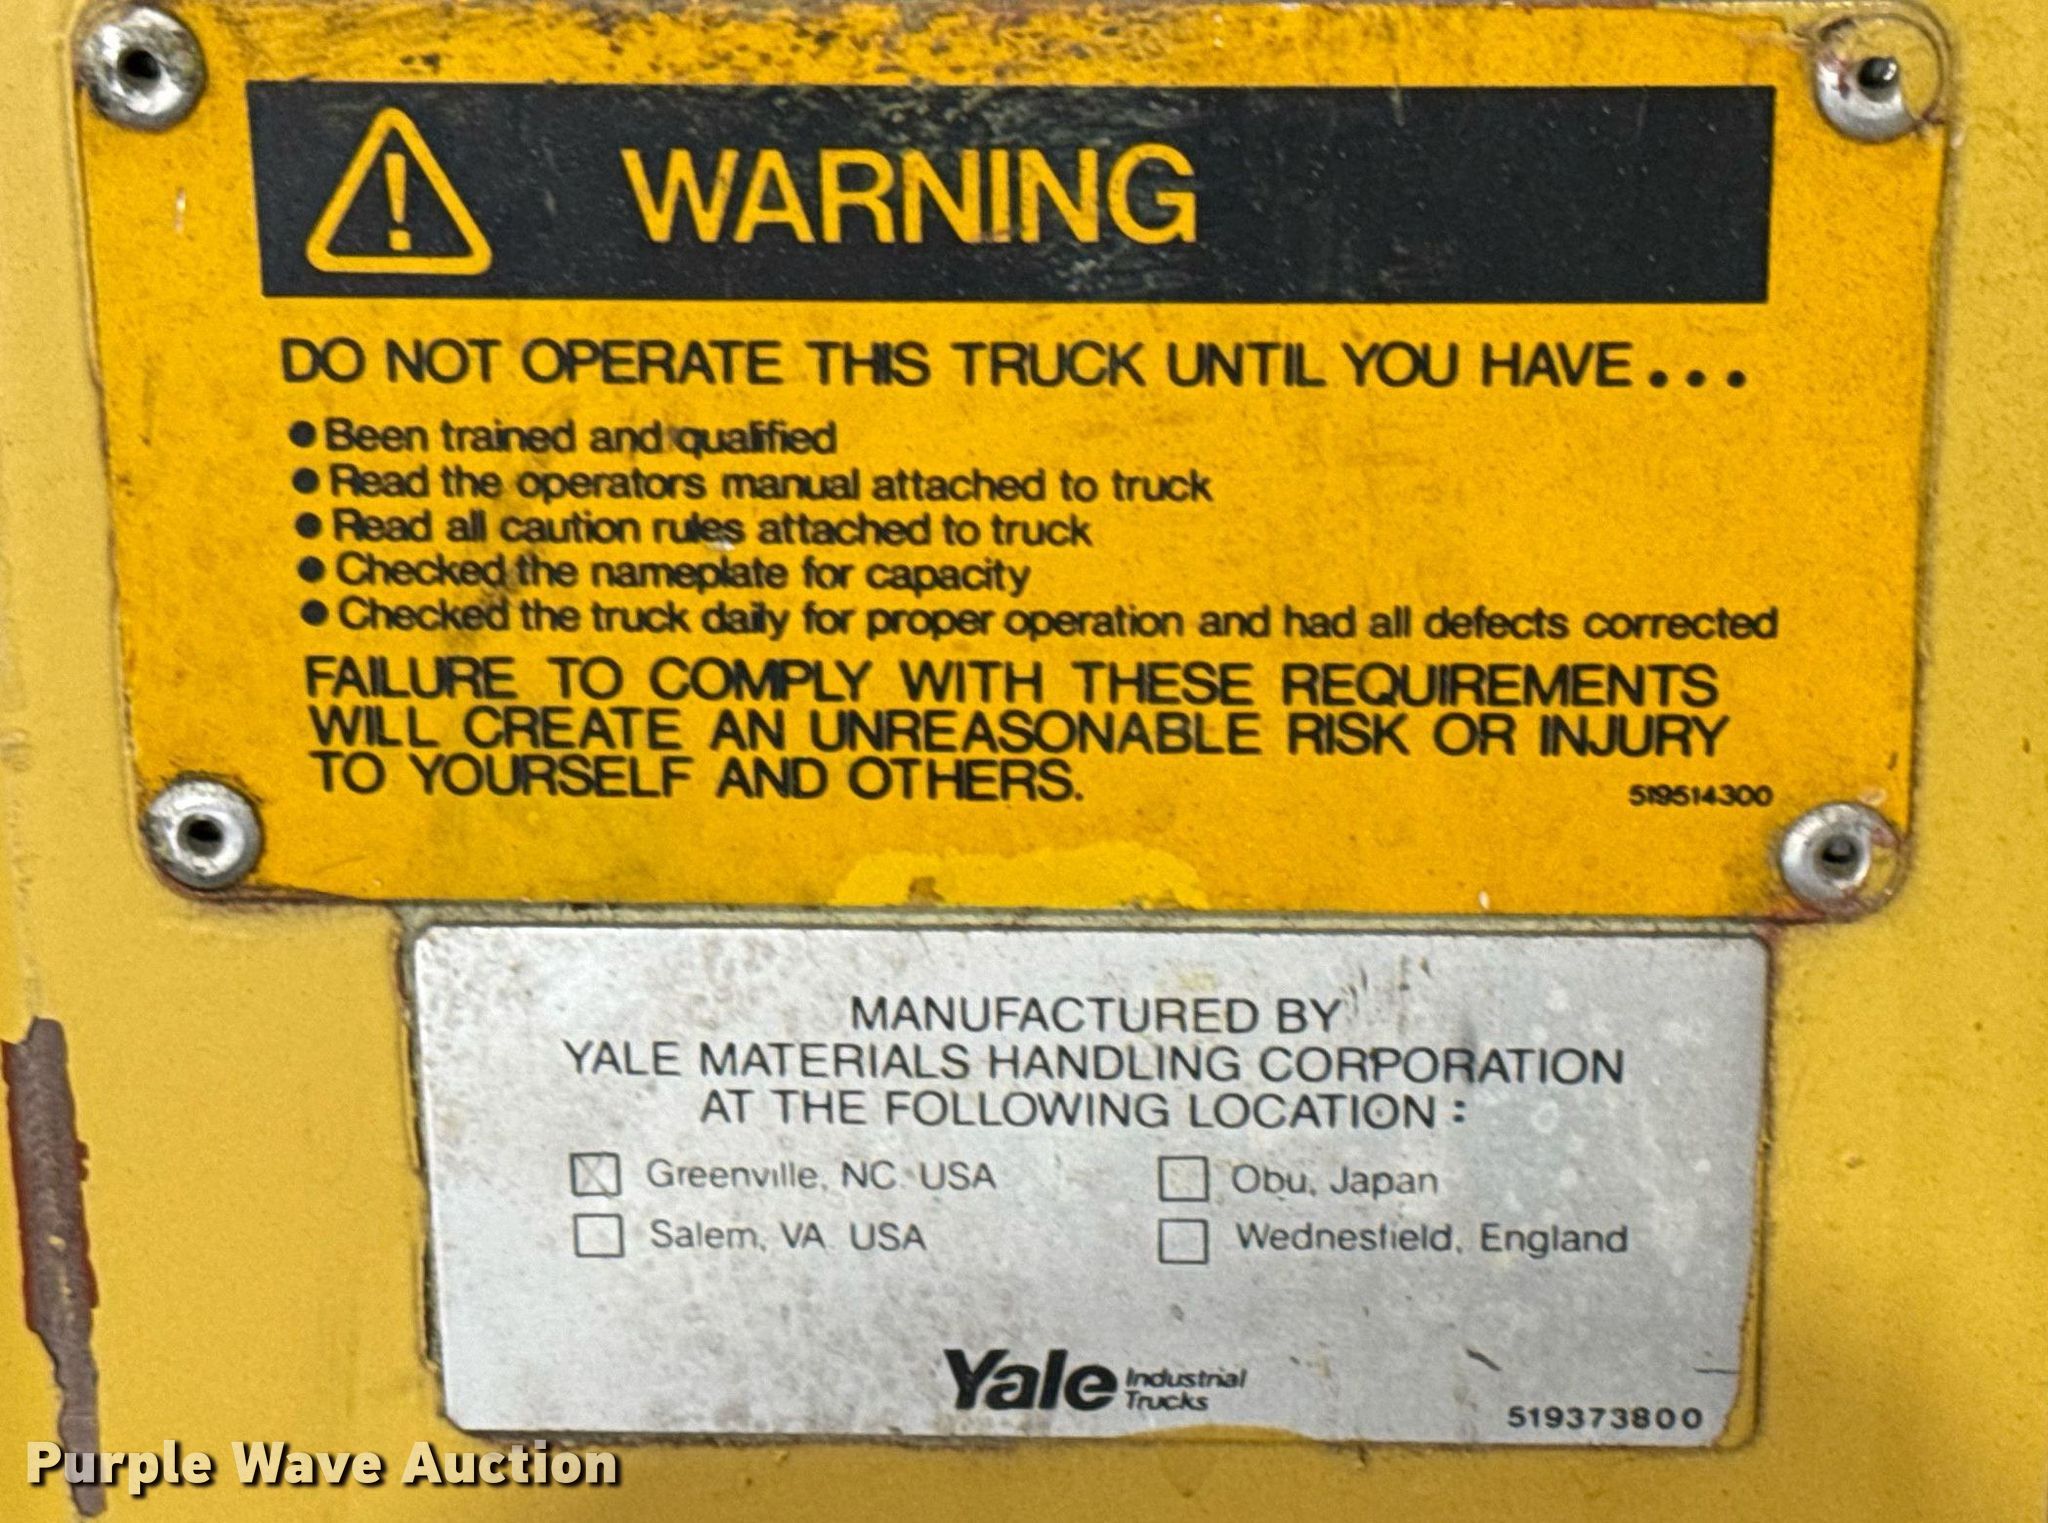 WARNING
DO NOT OPERATE THIS TRUCK UNTIL YOU HAVE...
● Been trained and qualified
● Read the operators manual attached to truck
● Read all caution rules attached to truck
● Checked the nameplate for capacity
● Checked the truck daily for proper operation and had all defects corrected
FAILURE TO COMPLY WITH THESE REQUIREMENTS
WILL CREATE AN UNREASONABLE RISK OR INJURY
TO YOURSELF AND OTHERS.
519514300
MANUFACTURED BY
YALE MATERIALS HANDLING CORPORATION
AT THE FOLLOWING LOCATION :
☒ Greenville, NC. USA
☐ Obu, Japan
☐ Salem, VA. USA
☐ Wednesfield, England
Yale Industrial Trucks
519373800
Purple Wave Auction